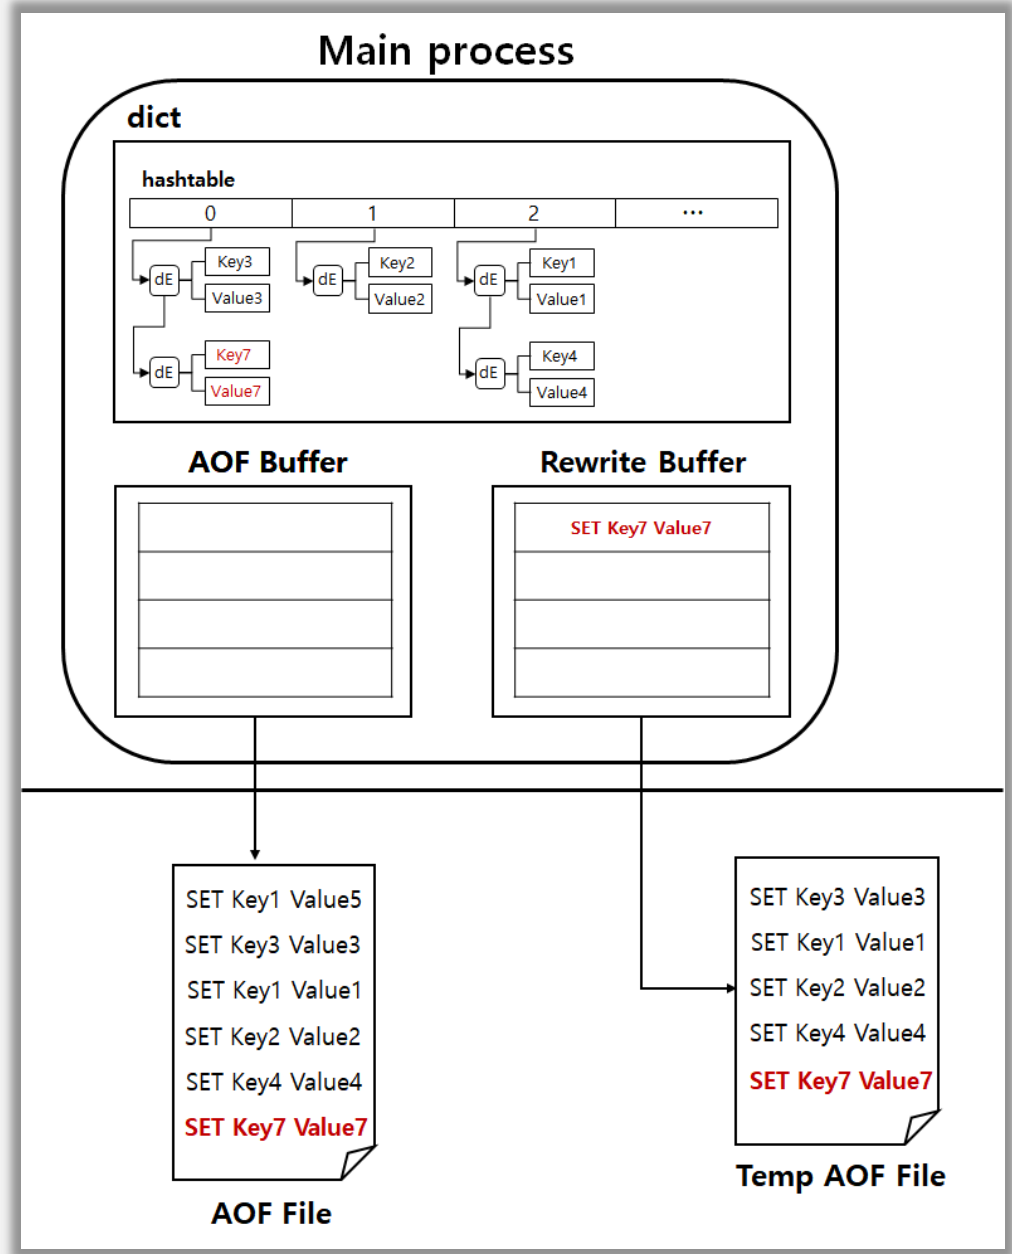 Main process
dict
hashtable
0 1 2 ...
dE Key3 Value3
dE Key7 Value7
dE Key2 Value2
dE Key1 Value1
dE Key4 Value4
AOF Buffer
Rewrite Buffer
SET Key7 Value7
SET Key1 Value5
SET Key3 Value3
SET Key1 Value1
SET Key2 Value2
SET Key4 Value4
SET Key7 Value7
AOF File
SET Key3 Value3
SET Key1 Value1
SET Key2 Value2
SET Key4 Value4
SET Key7 Value7
Temp AOF File